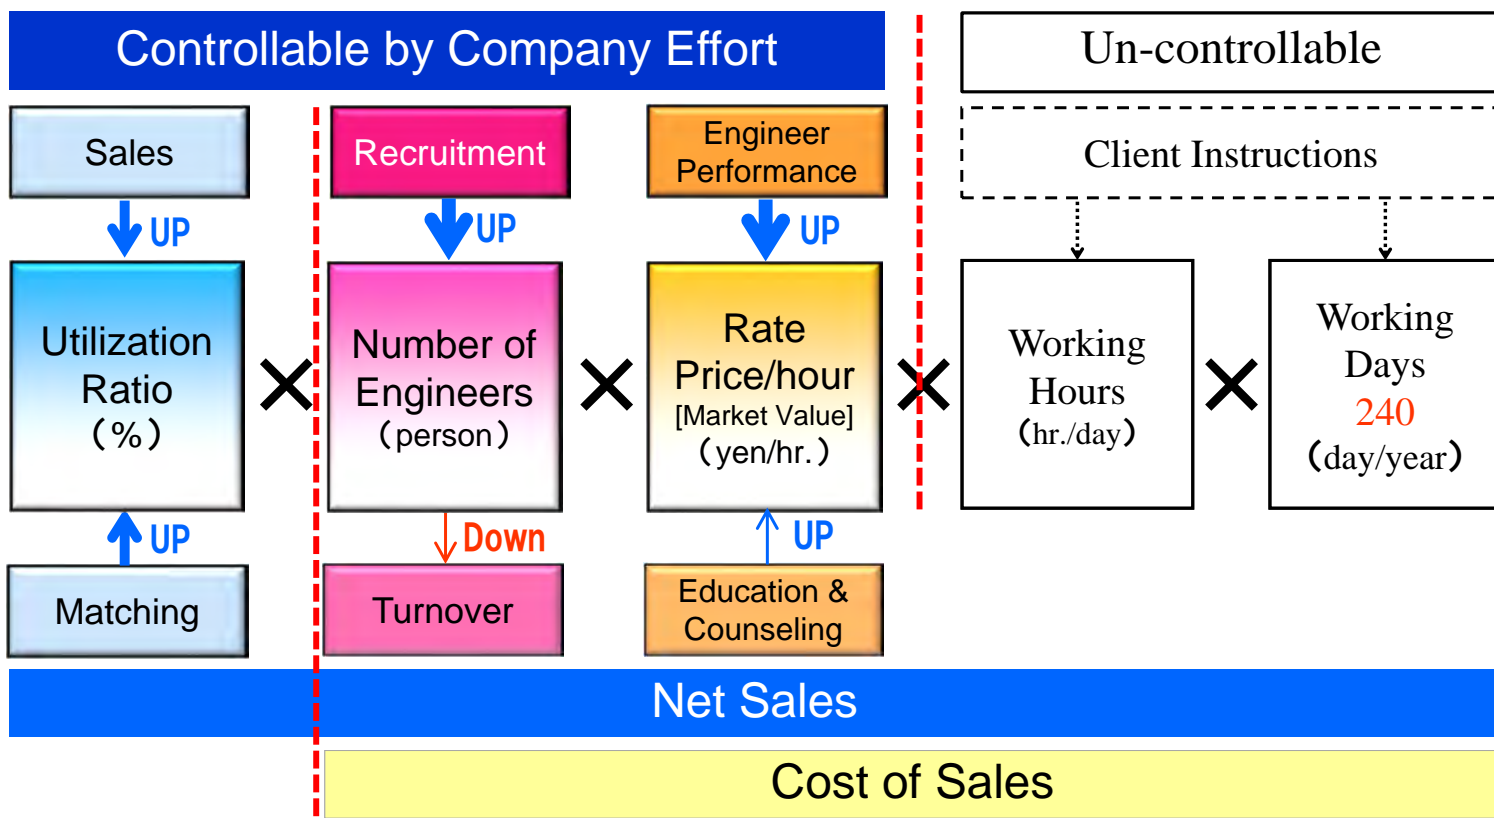 Controllable by Company Effort
Un-controllable
Sales
Recruitment
Engineer
Performance
Client Instructions
UP
UP
UP
Utilization
Ratio
(%)
×
Number of
Engineers
(person)
×
Rate
Price/hour
[Market Value]
(yen/hr.)
×
Working
Hours
(hr./day)
×
Working
Days
240
(day/year)
UP
Down
UP
Matching
Turnover
Education &
Counseling
Net Sales
Cost of Sales